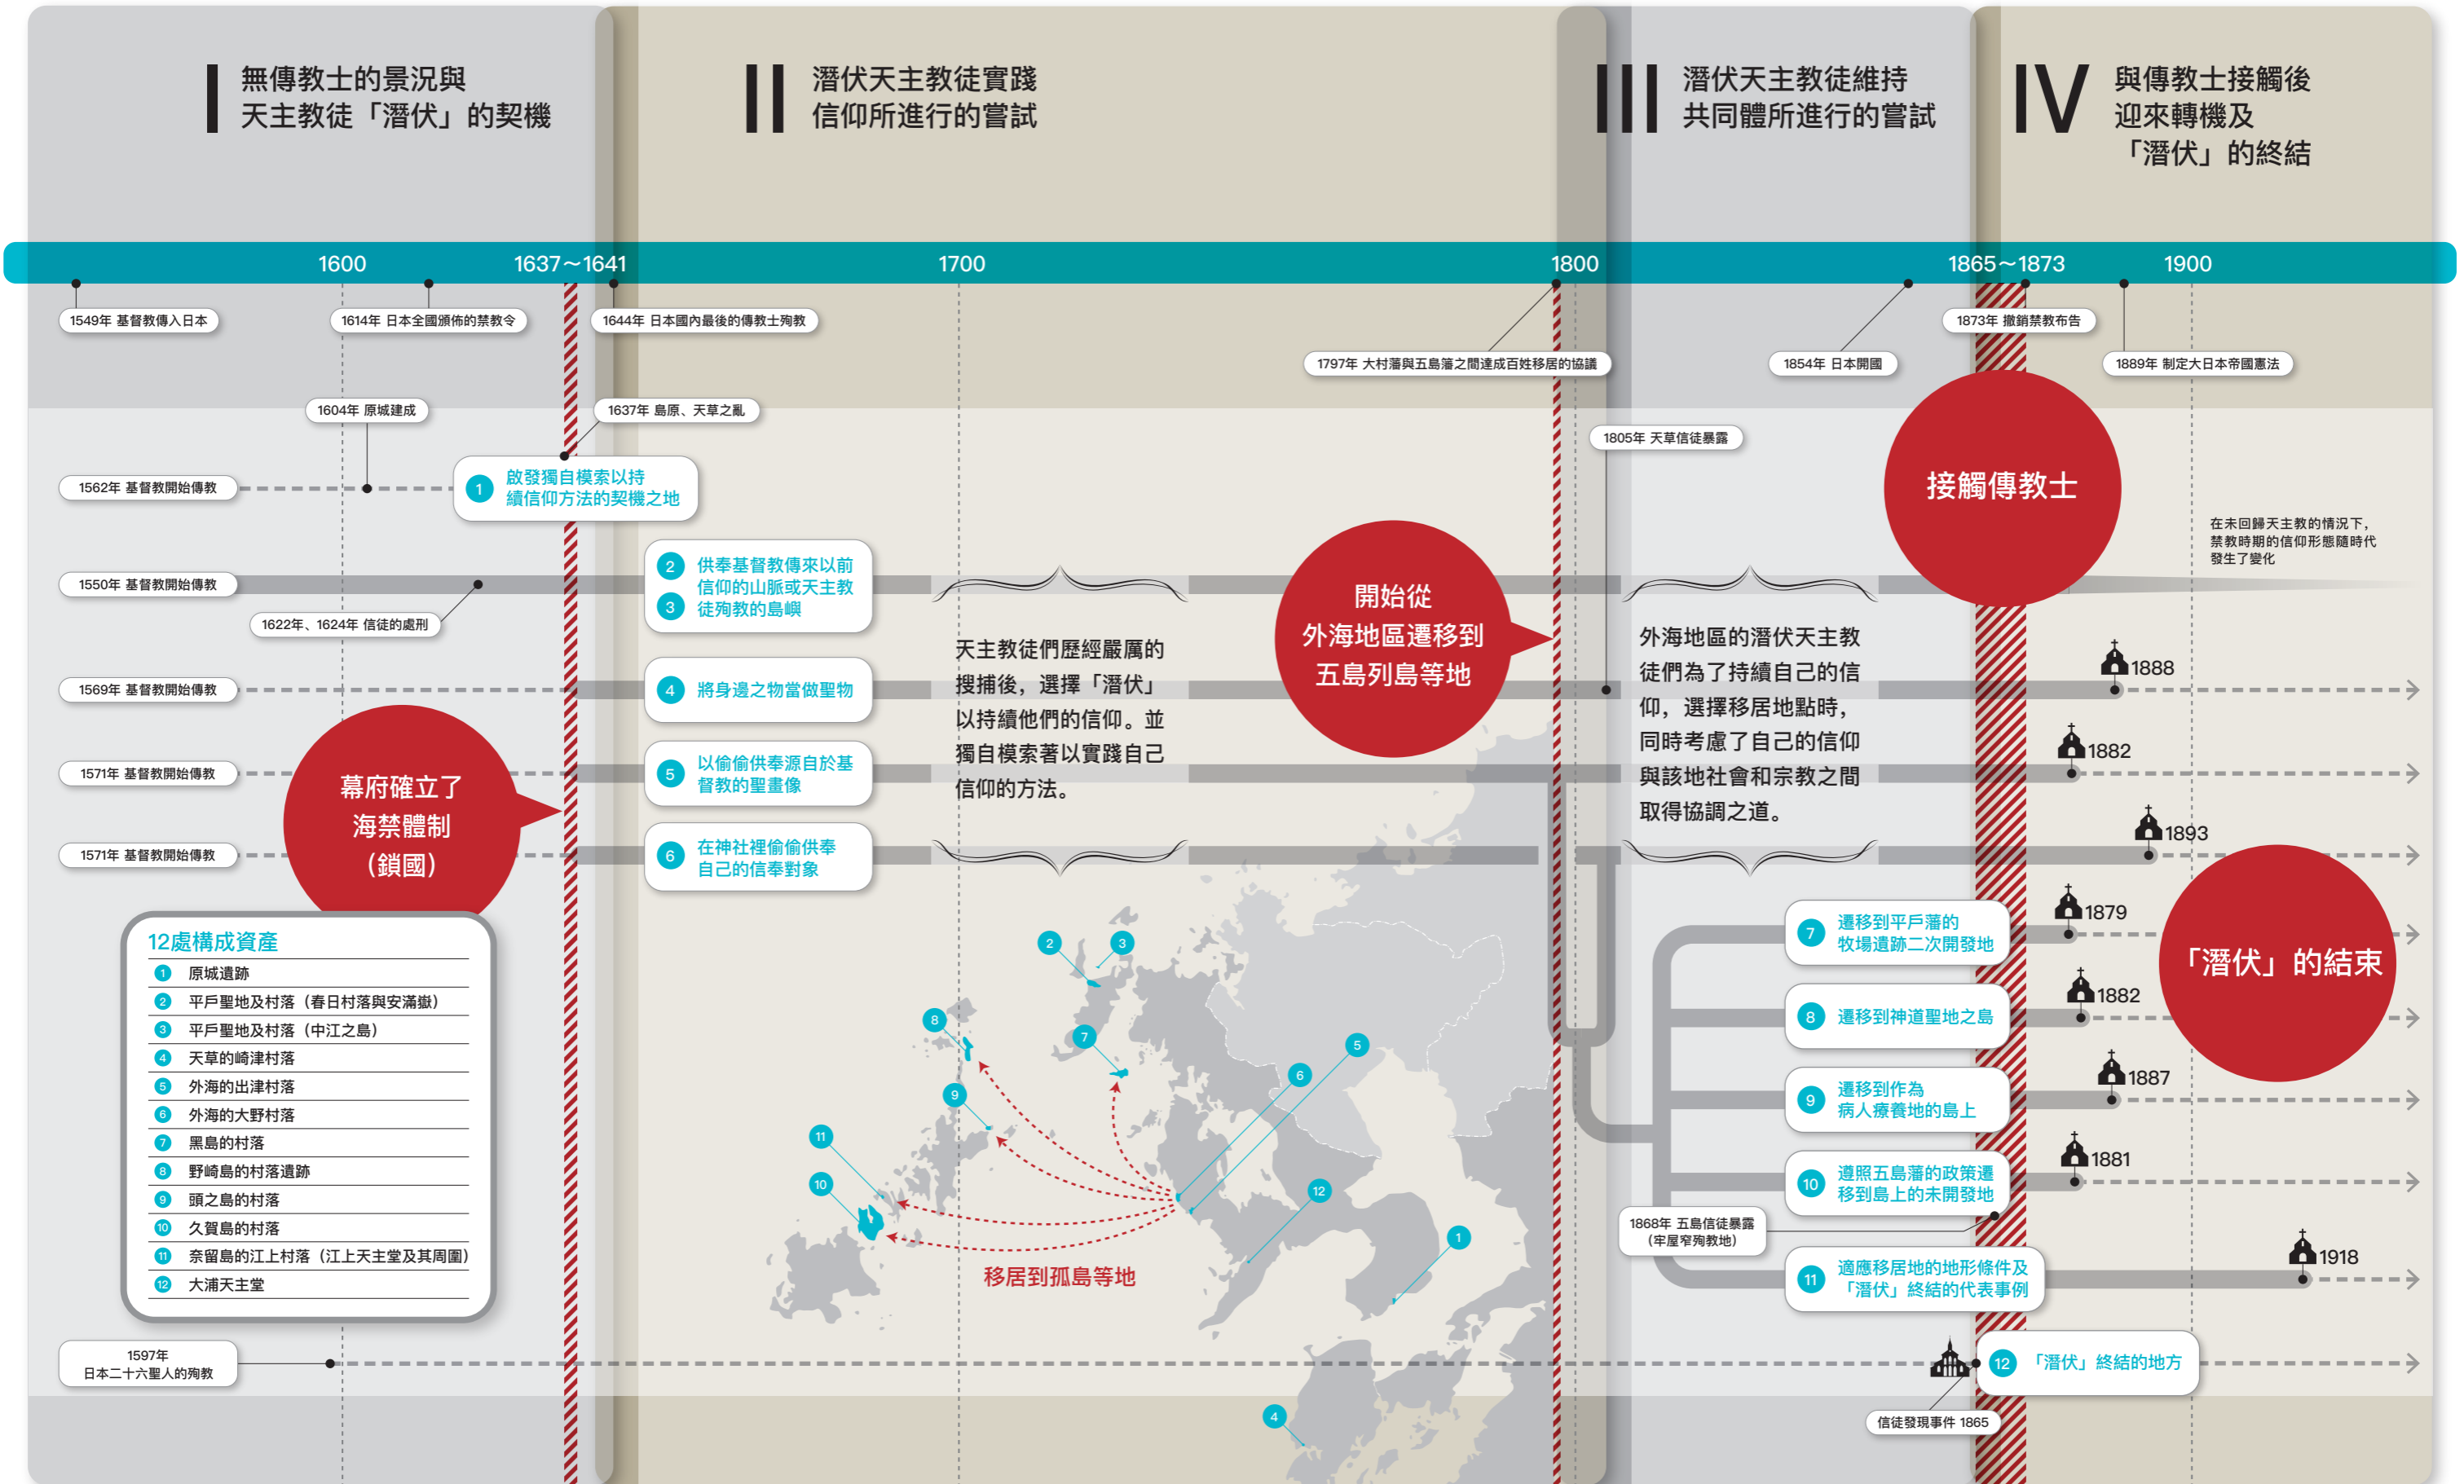 I
無傳教士的景況與
天主教徒「潛伏」的契機
II
潛伏天主教徒實踐
信仰所進行的嘗試
III
潛伏天主教徒維持
共同體所進行的嘗試
IV
與傳教士接觸後
迎來轉機及
「潛伏」的終結
1600
1637～1641
1700
1800
1865～1873
1900
1549年 基督教傳入日本
1614年 日本全國頒佈的禁教令
1644年 日本國內最後的傳教士殉教
1873年 撤銷禁教布告
1797年 大村藩與五島藩之間達成百姓移居的協議
1854年 日本開國
1889年 制定大日本帝國憲法
1604年 原城建成
1637年 島原、天草之亂
1805年 天草信徒暴露
1562年 基督教開始傳教
1
啟發獨自模索以持
續信仰方法的契機之地
接觸傳教士
在未回歸天主教的情況下，
禁教時期的信仰形態隨時代
發生了變化
1550年 基督教開始傳教
1622年、1624年 信徒的處刑
2
3
供奉基督教傳來以前
信仰的山脈或天主教
徒殉教的島嶼
開始從
外海地區遷移到
五島列島等地
天主教徒們歷經嚴厲的
搜捕後，選擇「潛伏」
以持續他們的信仰。並
獨自模索著以實踐自己
信仰的方法。
外海地區的潛伏天主教
徒們為了持續自己的信
仰，選擇移居地點時，
同時考慮了自己的信仰
與該地社會和宗教之間
取得協調之道。
1569年 基督教開始傳教
4
將身邊之物當做聖物
1888
1571年 基督教開始傳教
5
以偷偷供奉源自於基
督教的聖畫像
1882
1571年 基督教開始傳教
6
在神社裡偷偷供奉
自己的信奉對象
1893
幕府確立了
海禁體制
（鎖國）
12處構成資產
1 原城遺跡
2 平戶聖地及村落（春日村落與安滿嶽）
3 平戶聖地及村落（中江之島）
4 天草的崎津村落
5 外海的出津村落
6 外海的大野村落
7 黑島的村落
8 野崎島的村落遺跡
9 頭之島的村落
10 久賀島的村落
11 奈留島的江上村落（江上天主堂及其周圍）
12 大浦天主堂
2
3
8
7
5
6
9
11
10
12
1
4
移居到孤島等地
7
遷移到平戶藩的
牧場遺跡二次開發地
1879
「潛伏」的結束
8
遷移到神道聖地之島
1882
9
遷移到作為
病人療養地的島上
1887
10
遵照五島藩的政策遷
移到島上的未開發地
1881
1868年 五島信徒暴露
（牢屋窄殉教地）
11
適應移居地的地形條件及
「潛伏」終結的代表事例
1918
1597年
日本二十六聖人的殉教
12
「潛伏」終結的地方
信徒發現事件 1865